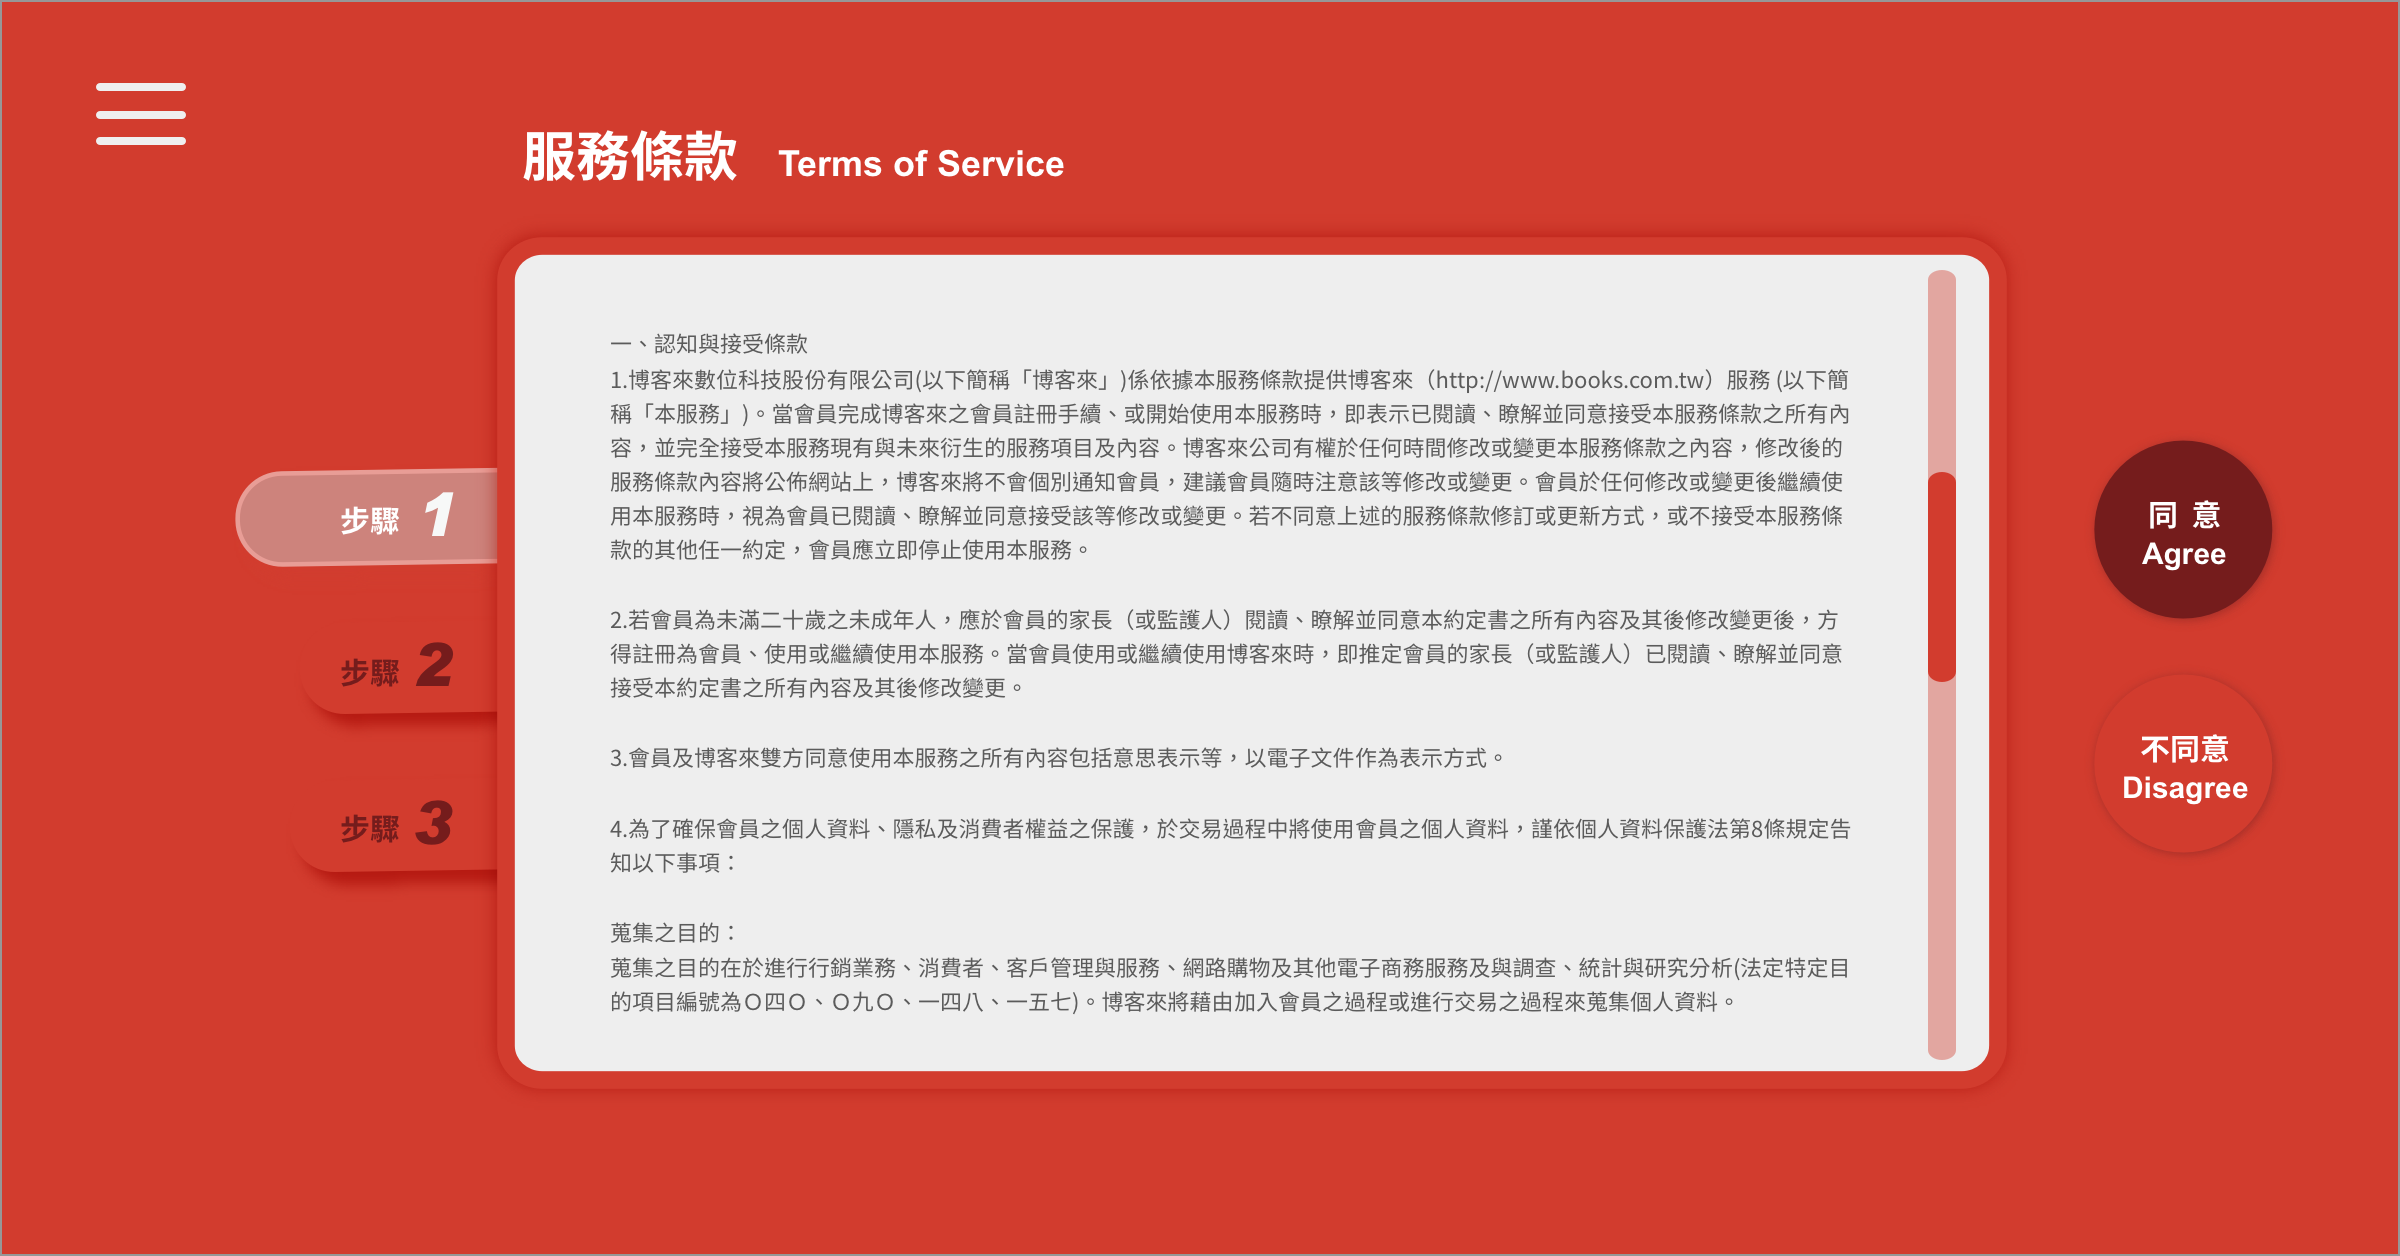 服務條款 Terms of Service
一、認知與接受條款
1.博客來數位科技股份有限公司(以下簡稱「博客來」)係依據本服務條款提供博客來（http://www.books.com.tw）服務 (以下簡
稱「本服務」)。當會員完成博客來之會員註冊手續、或開始使用本服務時，即表示已閱讀、瞭解並同意接受本服務條款之所有內
容，並完全接受本服務現有與未來衍生的服務項目及內容。博客來公司有權於任何時間修改或變更本服務條款之內容，修改後的
服務條款內容將公佈網站上，博客來將不會個別通知會員，建議會員隨時注意該等修改或變更。會員於任何修改或變更後繼續使
用本服務時，視為會員已閱讀、瞭解並同意接受該等修改或變更。若不同意上述的服務條款修訂或更新方式，或不接受本服務條
款的其他任一約定，會員應立即停止使用本服務。
2.若會員為未滿二十歲之未成年人，應於會員的家長（或監護人）閱讀、瞭解並同意本約定書之所有內容及其後修改變更後，方
得註冊為會員、使用或繼續使用本服務。當會員使用或繼續使用博客來時，即推定會員的家長（或監護人）已閱讀、瞭解並同意
接受本約定書之所有內容及其後修改變更。
3.會員及博客來雙方同意使用本服務之所有內容包括意思表示等，以電子文件作為表示方式。
4.為了確保會員之個人資料、隱私及消費者權益之保護，於交易過程中將使用會員之個人資料，謹依個人資料保護法第8條規定告
知以下事項：
蒐集之目的：
蒐集之目的在於進行行銷業務、消費者、客戶管理與服務、網路購物及其他電子商務服務及與調查、統計與研究分析(法定特定目
的項目編號為Ｏ四Ｏ、Ｏ九Ｏ、一四八、一五七)。博客來將藉由加入會員之過程或進行交易之過程來蒐集個人資料。
步驟 1
步驟 2
步驟 3
同 意
Agree
不同意
Disagree